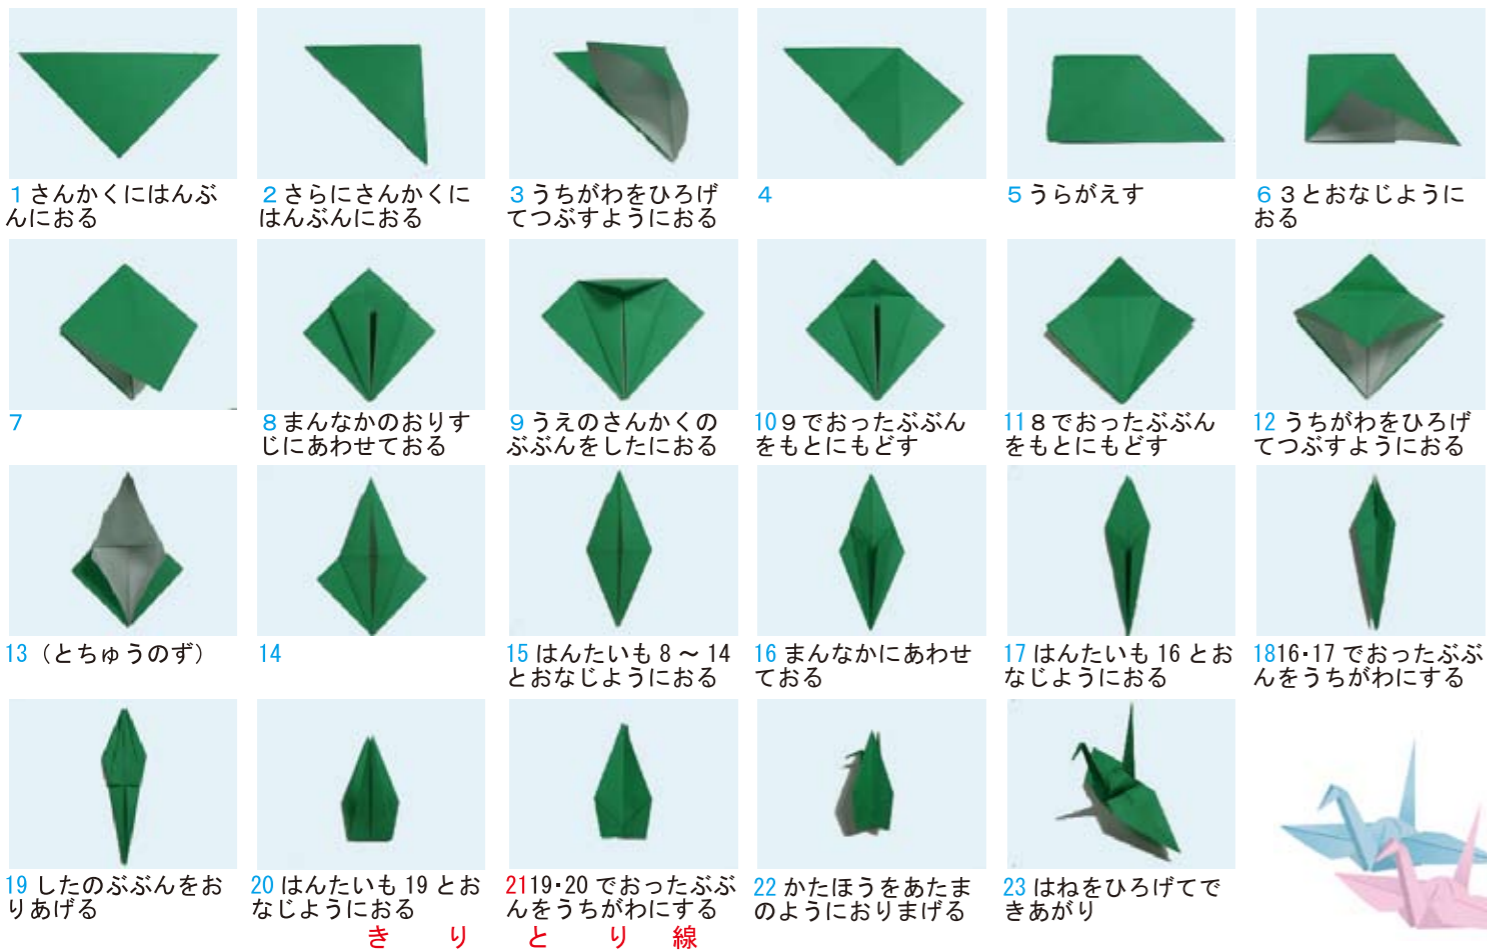 1 さんかくにはんぶ
んにおる
2 さらにさんかくに
はんぶんにおる
3 うちがわをひろげ
てつぶすようにおる
4
5 うらがえす
6 3とおなじように
おる
7
8 まんなかのおりす
じにあわせておる
9 うえのさんかくの
ぶぶんをしたにおる
10 9でおったぶぶん
をもとにもどす
11 8でおったぶぶん
をもとにもどす
12 うちがわをひろげ
てつぶすようにおる
13 (とちゅうのず)
14
15 はんたいも 8 ~ 14
とおなじようにおる
16 まんなかにあわせ
ておる
17 はんたいも 16 とお
なじようにおる
18 16・17 でおったぶぶ
んをうちがわにする
19 したのぶぶんをお
りあげる
20 はんたいも 19 とお
なじようにおる
21 19・20 でおったぶぶ
んをうちがわにする
22 かたほうをあたま
のようにおりまげる
23 はねをひろげてで
きあがり
きりとり線